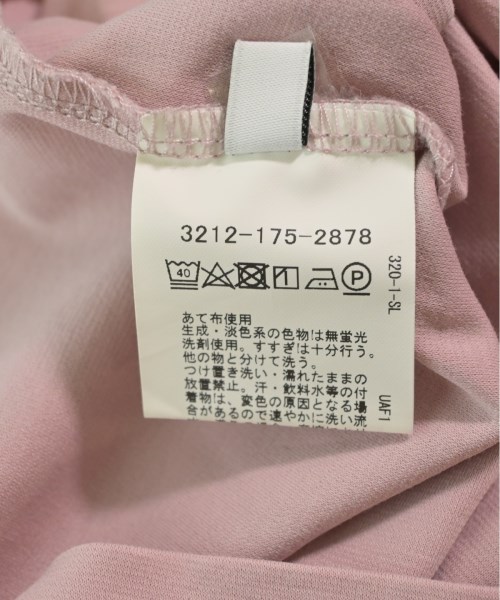 3212-175-2878
40
P
あて布使用
生成・淡色系の色物は無蛍光
洗剤使用。すすぎは十分行う。
他の物と分けて洗う。
つけ置き洗い・濡れたままの
放置禁止。汗・飲料水等の付
着物は、変色の原因となる場
合があるので速やかに洗い流
320-1-SL
UAF1